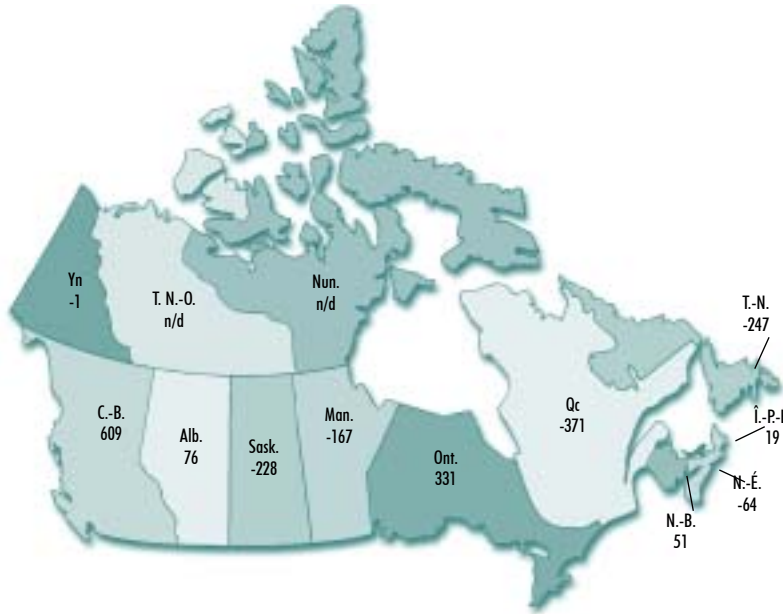 Yn
-1
T. N.-O.
n/d
Nun.
n/d
T.-N.
-247
C.-B.
609
Alb.
76
Sask.
-228
Man.
-167
Ont.
331
Qc
-371
19
N.-É.
-64
N.-B.
51